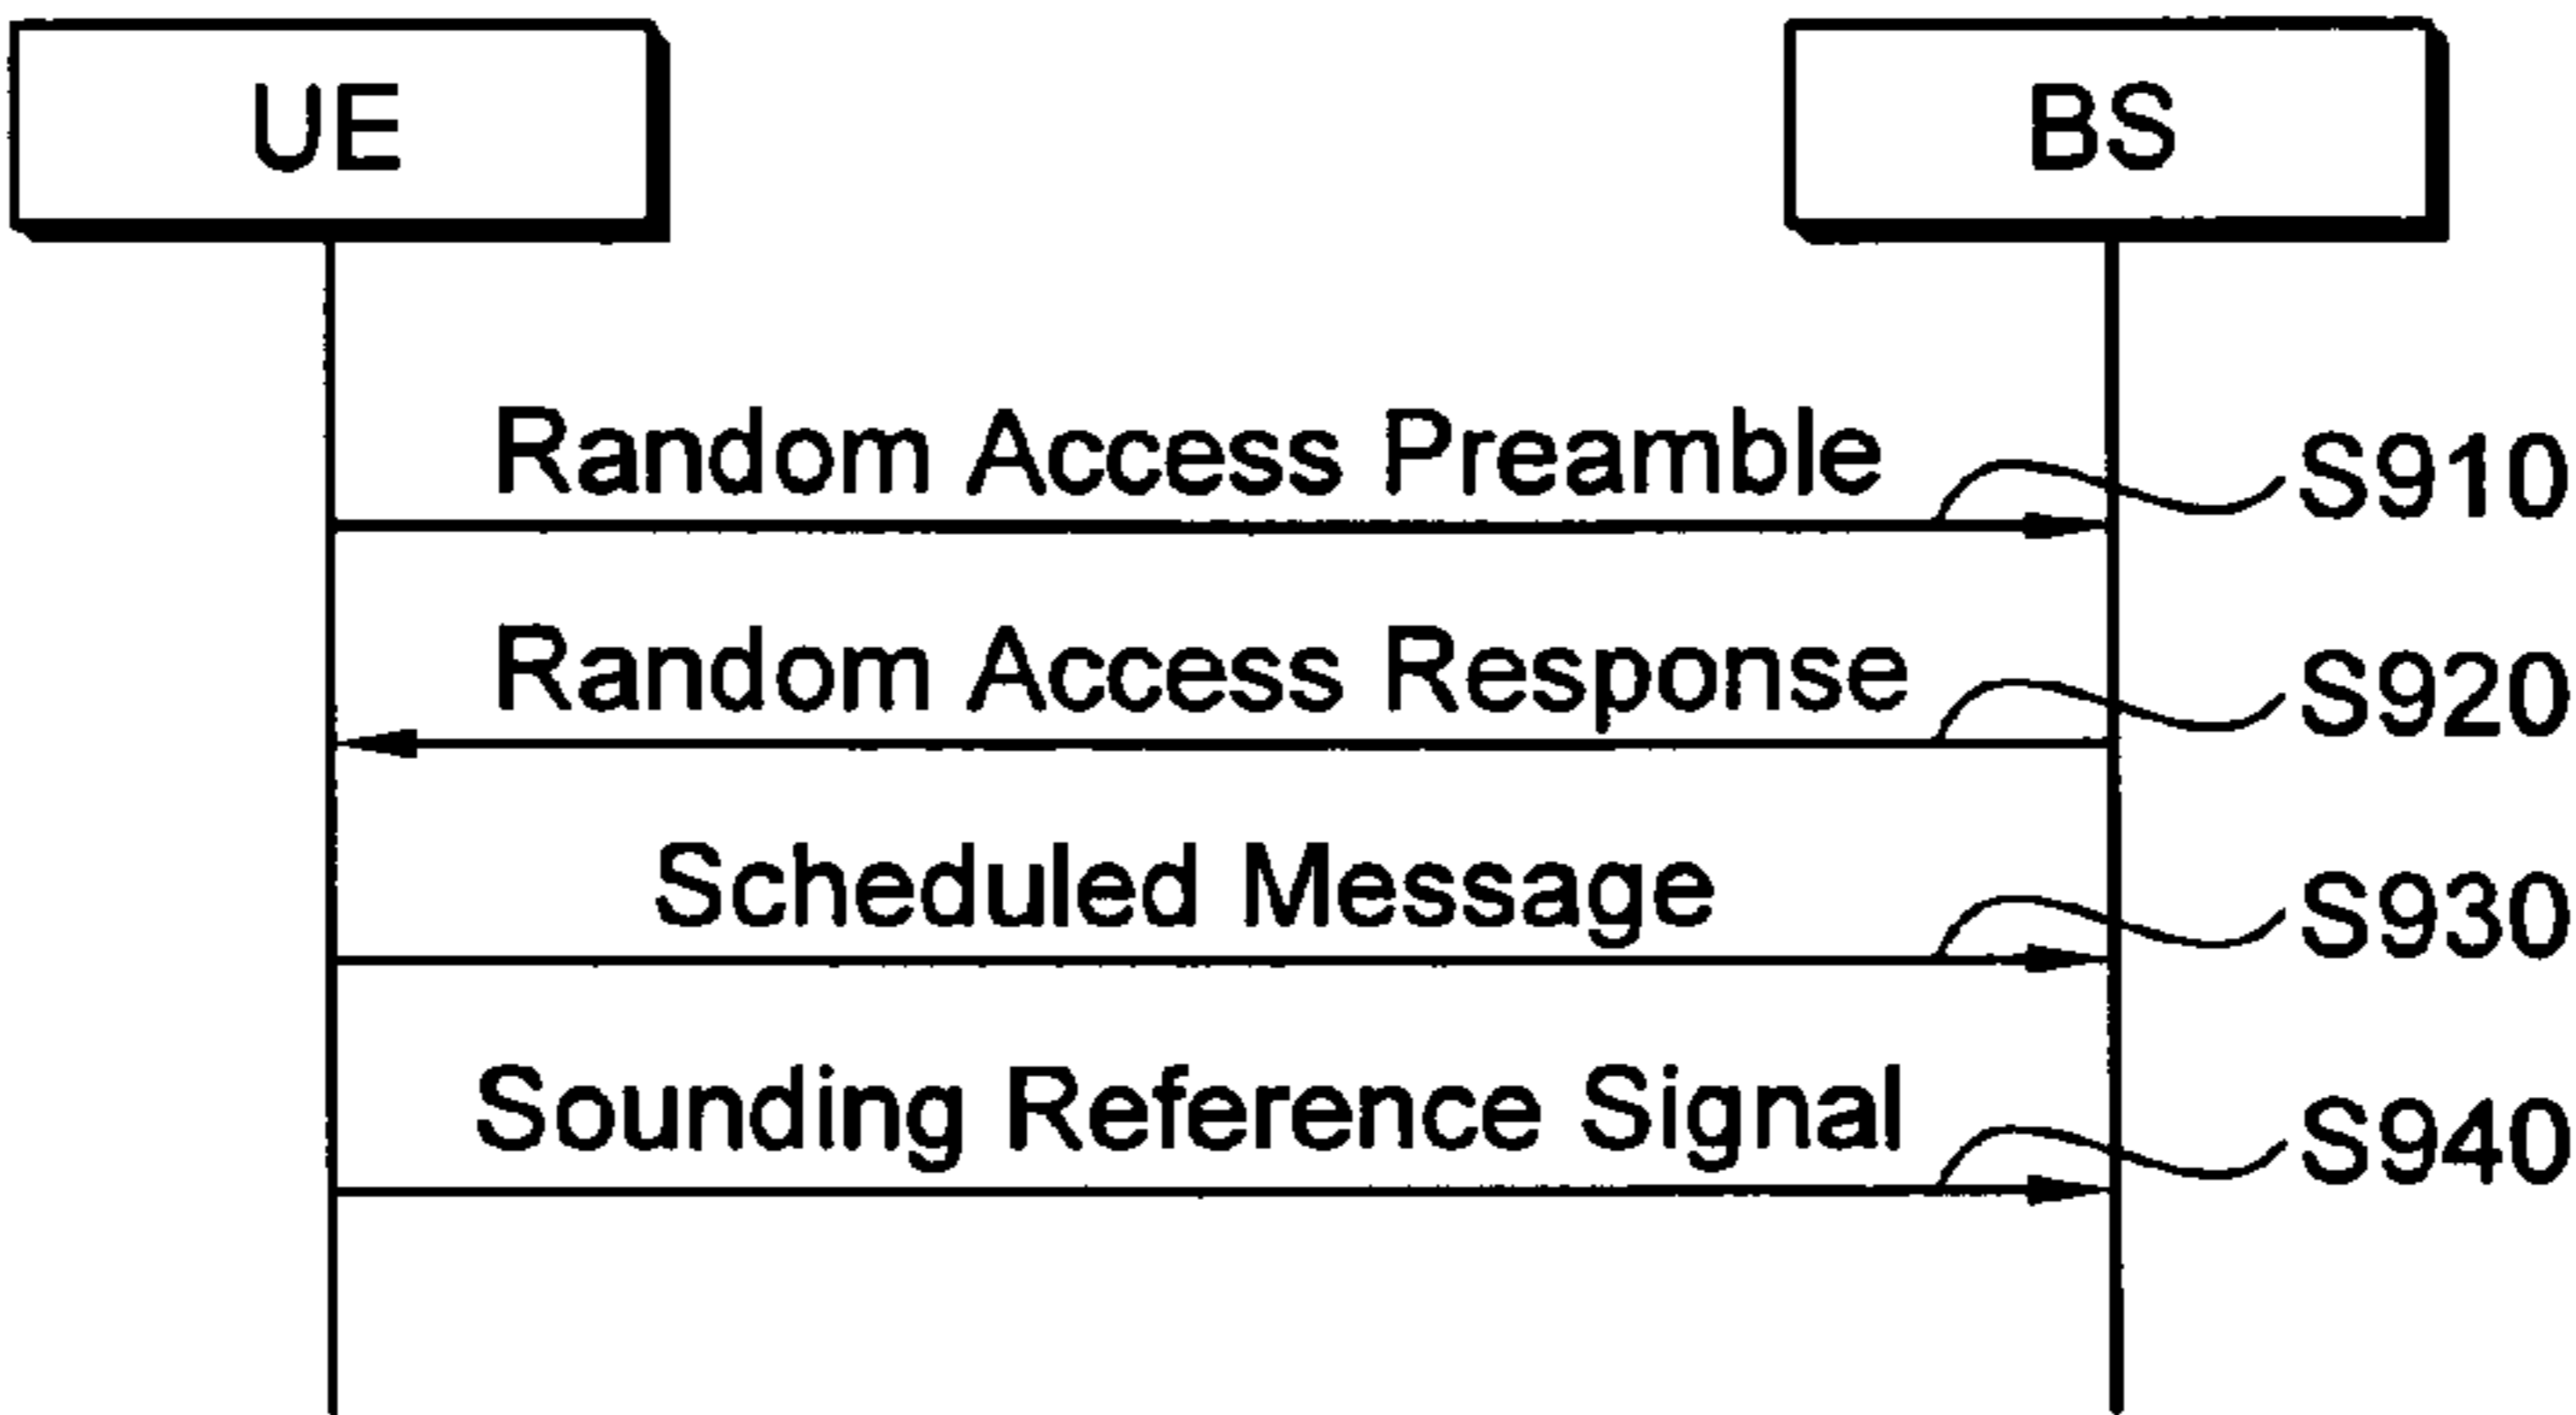 UE
BS
Random Access Preamble
S910
Random Access Response
S920
Scheduled Message
S930
Sounding Reference Signal
S940